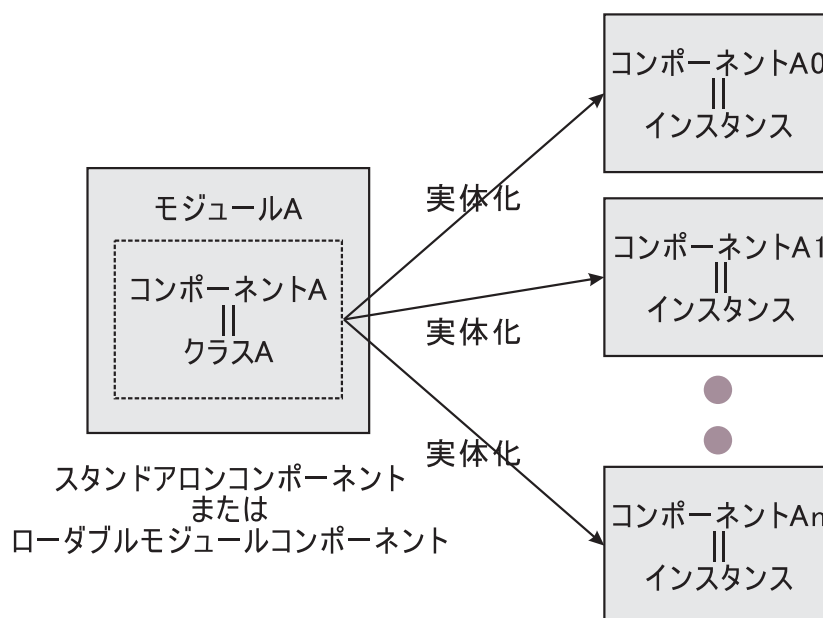 モジュールA
コンポーネントA
||
クラスA
スタンドアロンコンポーネント
または
ローダブルモジュールコンポーネント
実体化
実体化
実体化
コンポーネントA0
||
インスタンス
コンポーネントA1
||
インスタンス
コンポーネントAn
||
インスタンス